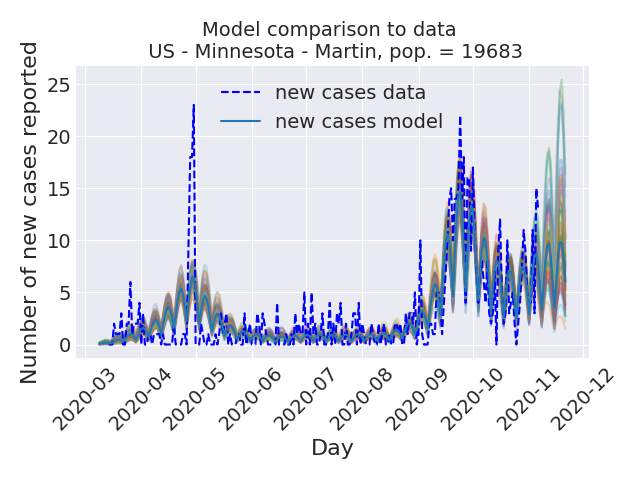 Model comparison to data
US - Minnesota - Martin, pop. = 19683
Number of new cases reported
25
20
15
10
5
0
new cases data
new cases model
2020-03
2020-04
2020-05
2020-06
2020-07
2020-08
2020-09
2020-10
2020-11
2020-12
Day